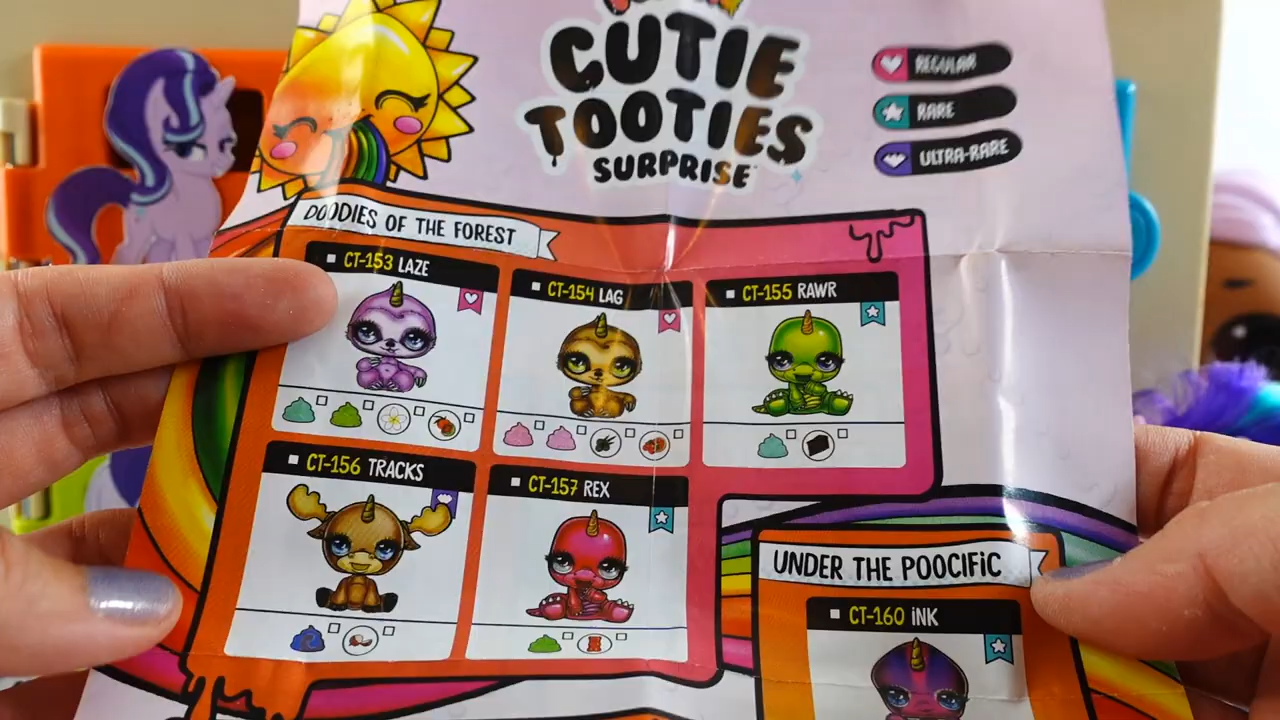 CUTIE
TOOTIES
SURPRISE
REGULAR
RARE
ULTRA-RARE
DOODIES OF THE FOREST
CT-153 LAZE
CT-154 LAG
CT-155 RAWR
CT-156 TRACKS
CT-157 REX
UNDER THE POOCIFIC
CT-160 INK